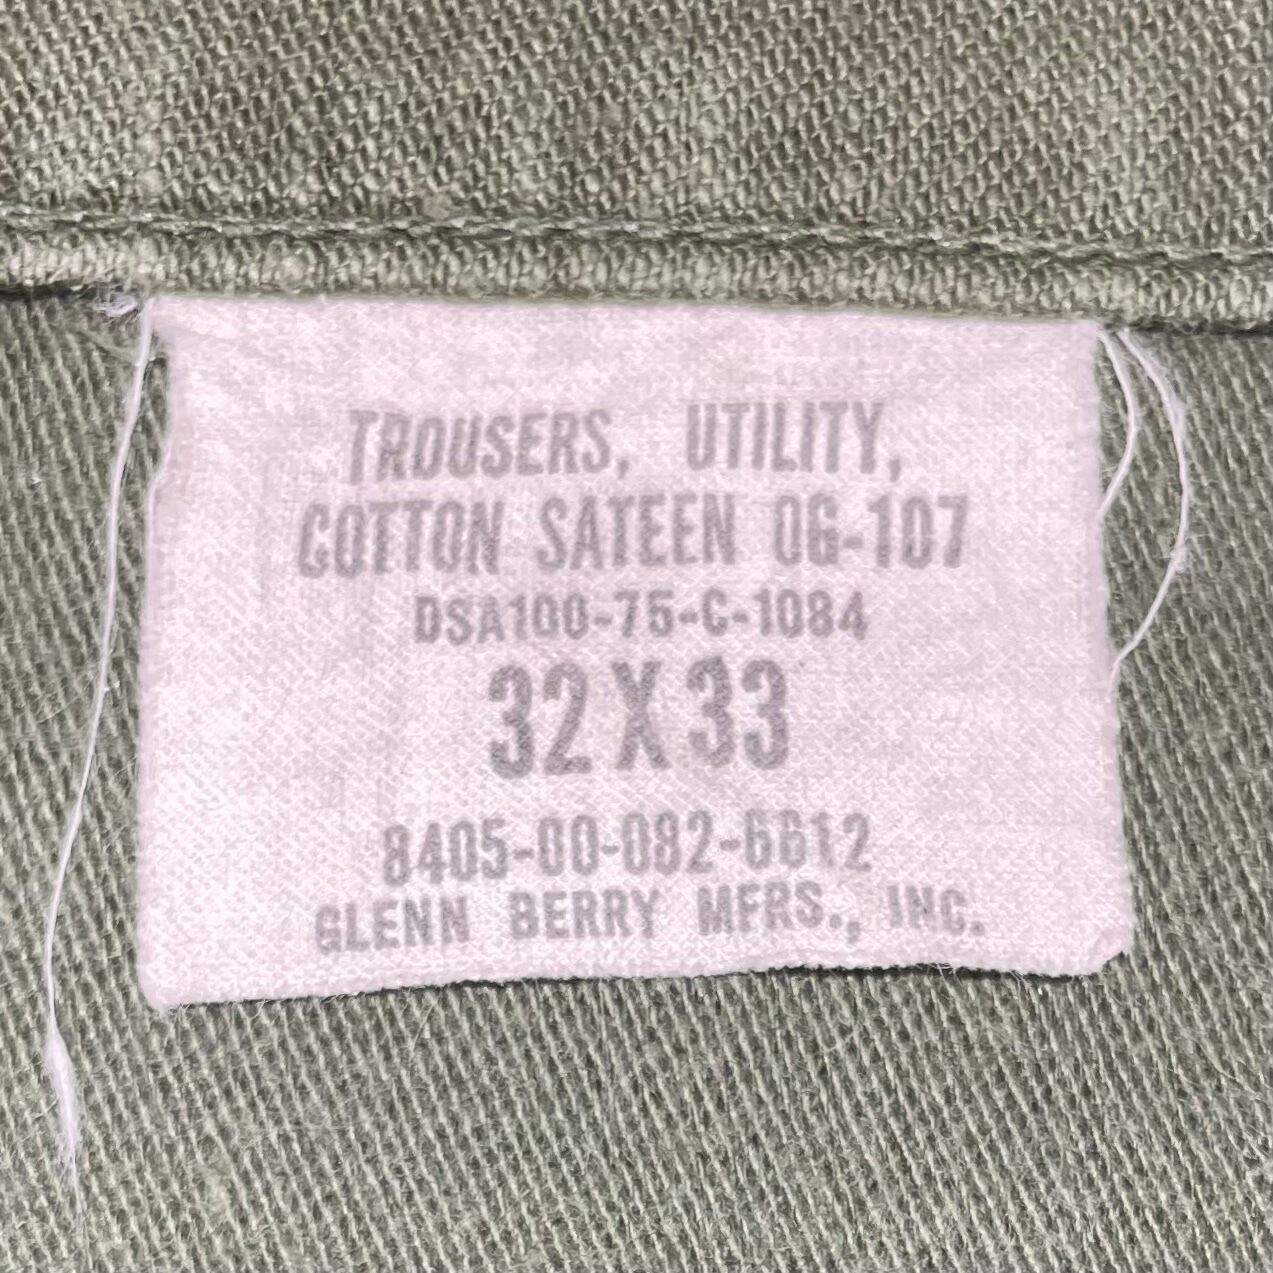 TROUSERS, UTILITY,
COTTON SATEEN OG-107
DSA100-75-C-1084
32 X 33
8405-00-082-6612
GLENN BERRY MFRS., INC.